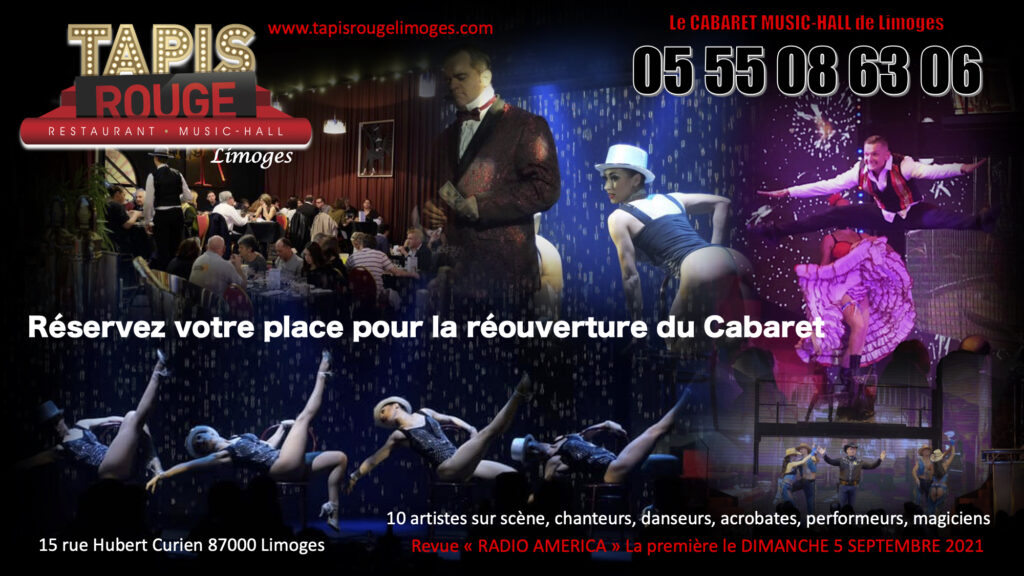 TAPIS
ROUGE
RESTAURANT • MUSIC-HALL
Limoges
www.tapisrougelimoges.com
Le CABARET MUSIC-HALL de Limoges
05 55 08 63 06
Réservez votre place pour la réouverture du Cabaret
10 artistes sur scène, chanteurs, danseurs, acrobates, performeurs, magiciens
15 rue Hubert Curien 87000 Limoges
Revue « RADIO AMERICA » La première le DIMANCHE 5 SEPTEMBRE 2021